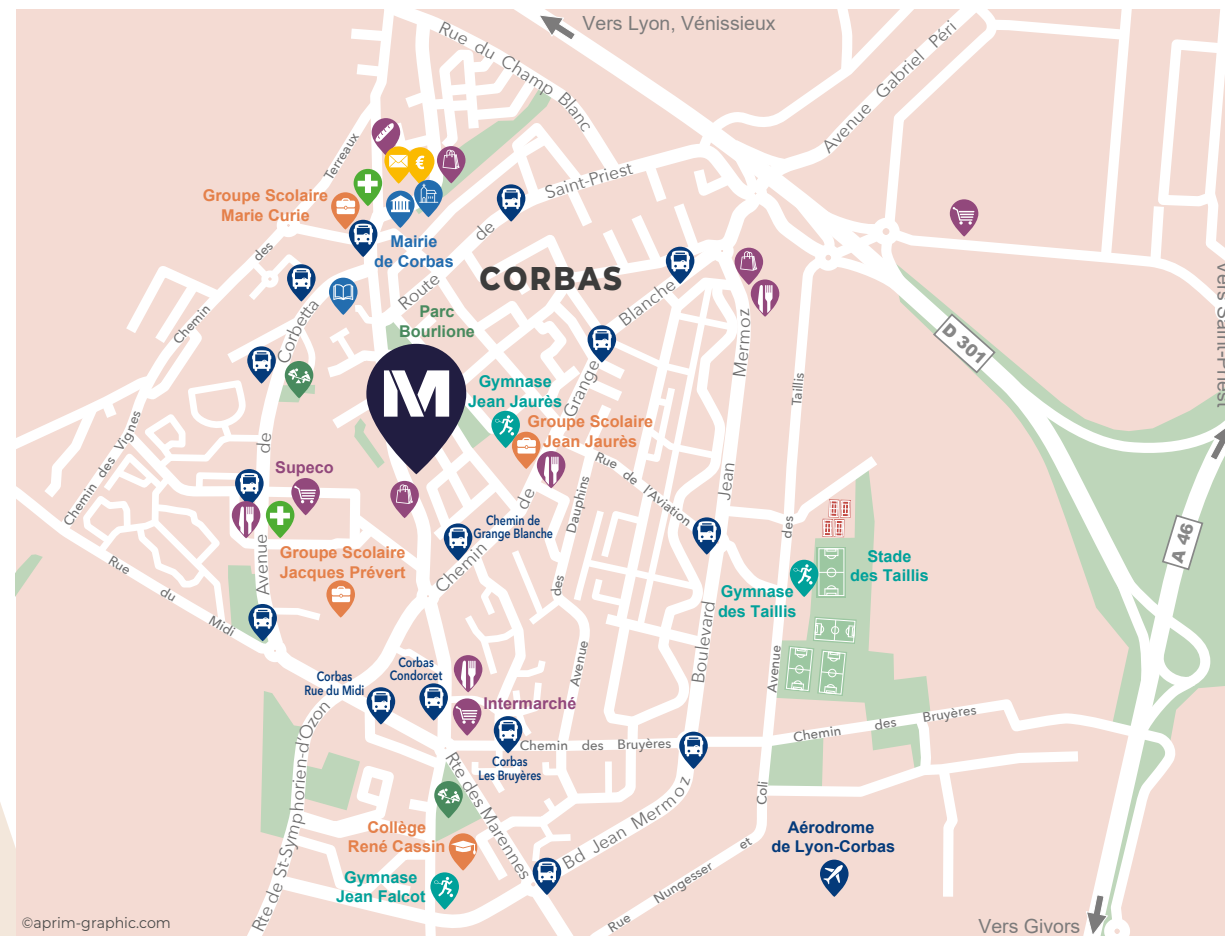 Vers Lyon, Vénissieux
Rue du Champ Blanc
Avenue Gabriel Péri
Terreaux
€
Groupe Scolaire
Marie Curie
Saint-Priest
de
Mairie
de Corbas
des
CORBAS
Route
Blanche
Vers Saint-Priest
Parc
Bourlione
Corbetta
Chemin
D 301
Mermoz
M
Gymnase
Jean Jaurès
Grange
Taillis
Groupe Scolaire
Jean Jaurès
Chemin des Vignes
de
Supeco
Rue de l'Aviation
Jean
de
Dauphins
Chemin de
Grange Blanche
des
A 46
Groupe Scolaire
Jacques Prévert
Chemin
Avenue
Stade
des Taillis
Gymnase
des Taillis
des
Rue du Midi
Boulevard
Avenue
Avenue
Corbas
Condorcet
Corbas
Rue du Midi
Intermarché
Chemin des Bruyères
Chemin des Bruyères
Corbas
Les Bruyères
Rte de St-Symphorien-d'Ozon
Rte des Marennes
Coli
Bd Jean Mermoz
Collège
René Cassin
Aérodrome
de Lyon-Corbas
et
Gymnase
Jean Falcot
Nungesser
Rue
©aprim-graphic.com
Vers Givors